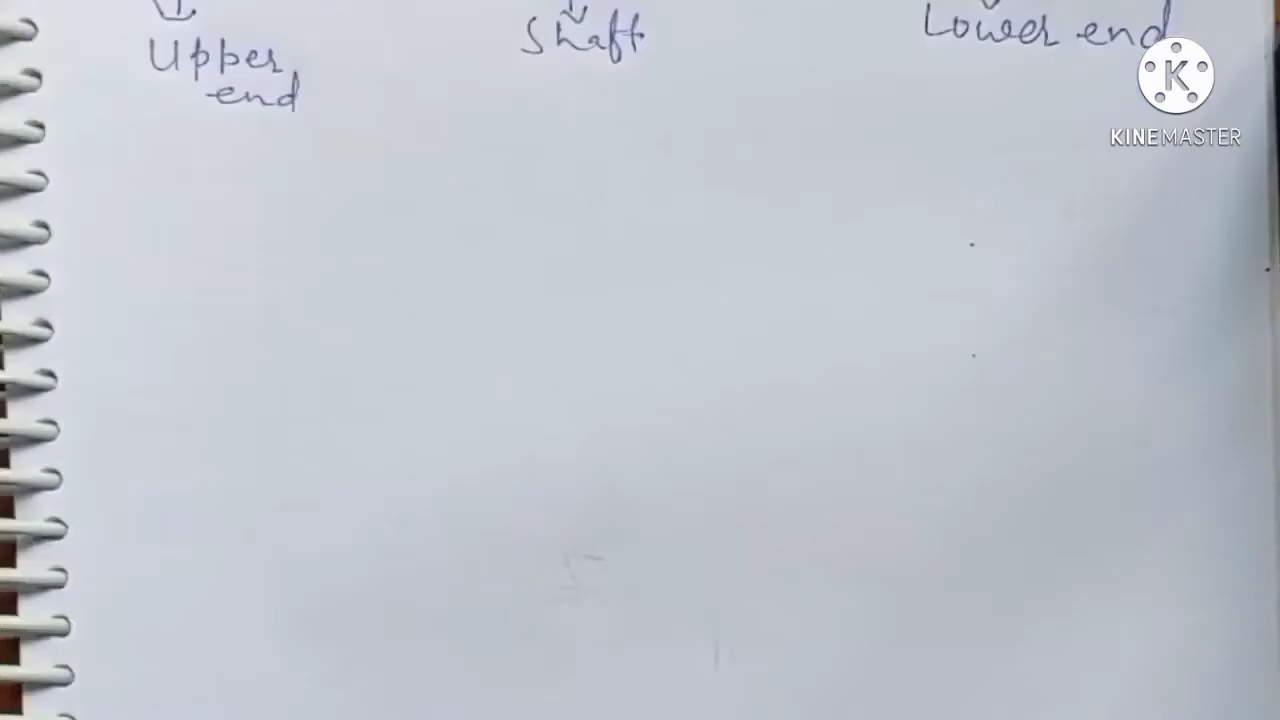 Upper
end
Shaft
Lower end
K
KINEMASTER